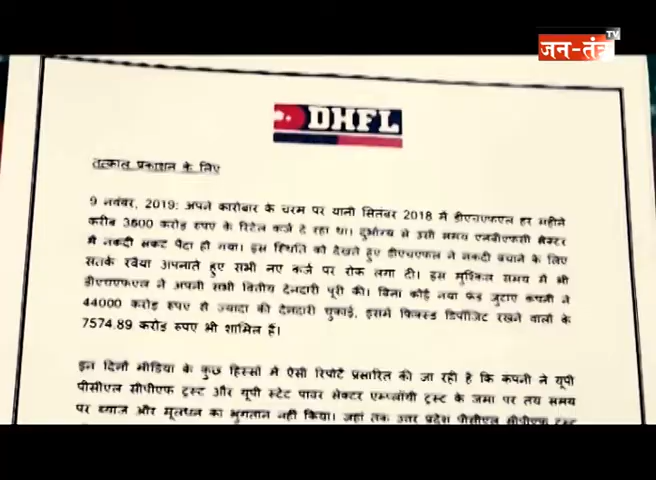 जन-तंत्र
TV
DHFL
तत्काल प्रकाशन के लिए
9 नवंबर, 2019: अपने कारोबार के चरम पर यानी सितंबर 2018 में डीएचएफएल हर महीने
करीब 3500 करोड़ रुपए के रिटेल कर्ज दे रहा था। दुर्भाग्य से उसी समय एनबीएफसी सेक्टर
में नकदी संकट पैदा हो गया। इस स्थिति को देखते हुए डीएचएफएल ने नकदी बचाने के लिए
सतर्क रवैया अपनाते हुए सभी नए कर्ज पर रोक लगा दी। इस मुश्किल समय में भी
डीएचएफएल ने अपनी सभी वित्तीय देनदारी पूरी की। बिना कोई नया फंड जुटाए कंपनी ने
44000 करोड़ रुपए से ज्यादा की देनदारी चुकाई, इसमें फिक्स्ड डिपॉजिट रखने वालों के
7574.89 करोड़ रुपए भी शामिल हैं।
इन दिनों मीडिया के कुछ हिस्सों में ऐसी रिपोर्टें प्रसारित की जा रही है कि कंपनी ने यूपी
पीसीएल सीपीएफ ट्रस्ट और यूपी स्टेट पावर सेक्टर एम्प्लॉयी ट्रस्ट के जमा पर तय समय
पर ब्याज और मूलधन का भुगतान नहीं किया। जहां तक उत्तर प्रदेश पीसीएल सीपीएफ ट्रस्ट